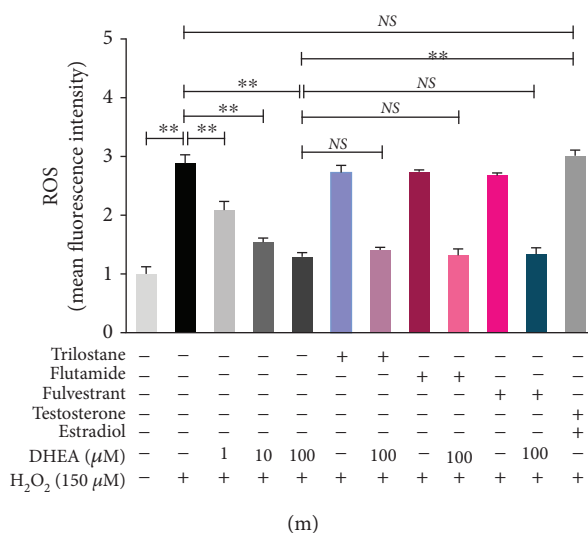 NS
5
**
4
**
NS
**
NS
** **
NS
3
2
1
0
ROS
(mean fluorescence intensity)
Trilostane – – – – – + + – – – – –
Flutamide – – – – – – – + + – – –
Fulvestrant – – – – – – – – – + + –
Testosterone – – – – – – – – – – – +
Estradiol – – – – – – – – – – – +
DHEA (μM) – – 1 10 100 – 100 – 100 – 100 –
H2O2 (150 μM) – + + + + + + + + + + +
(m)